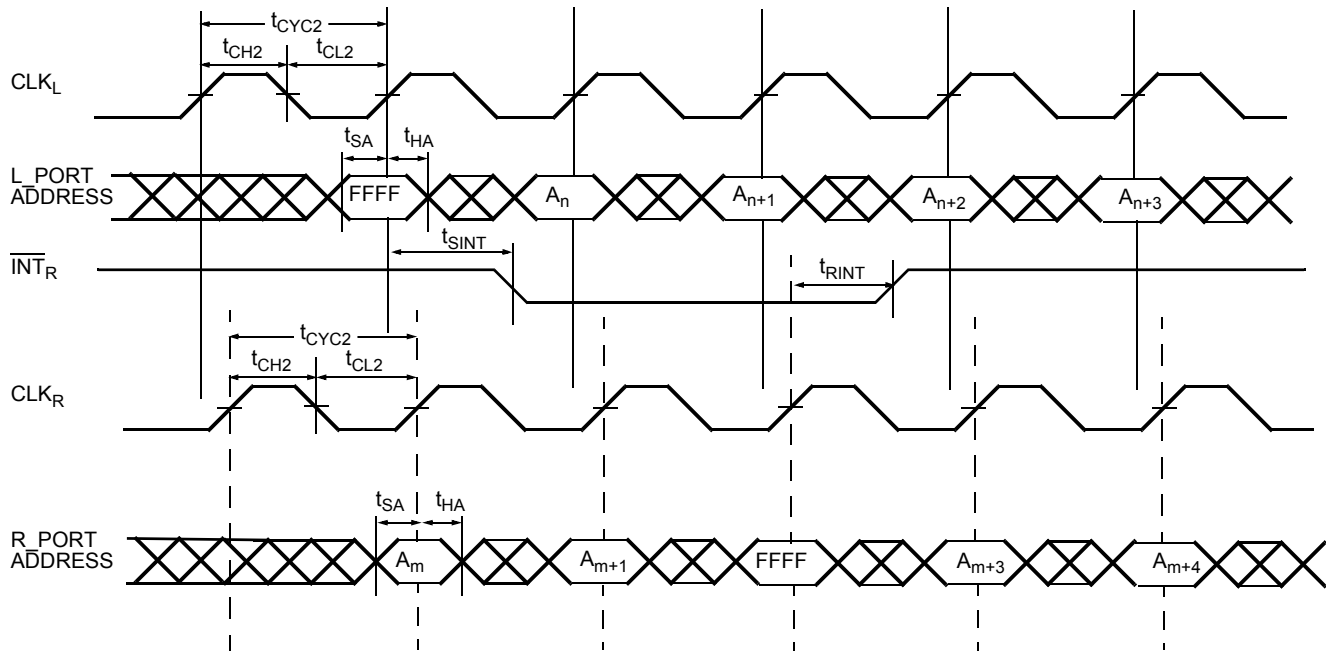 tCYC2
tCH2 tCL2
CLKL
tSA tHA
L_PORT
ADDRESS
FFFF An An+1 An+2 An+3
tSINT
INTR
tRINT
tCYC2
tCH2 tCL2
CLKR
tSA tHA
R_PORT
ADDRESS
Am Am+1 FFFF Am+3 Am+4